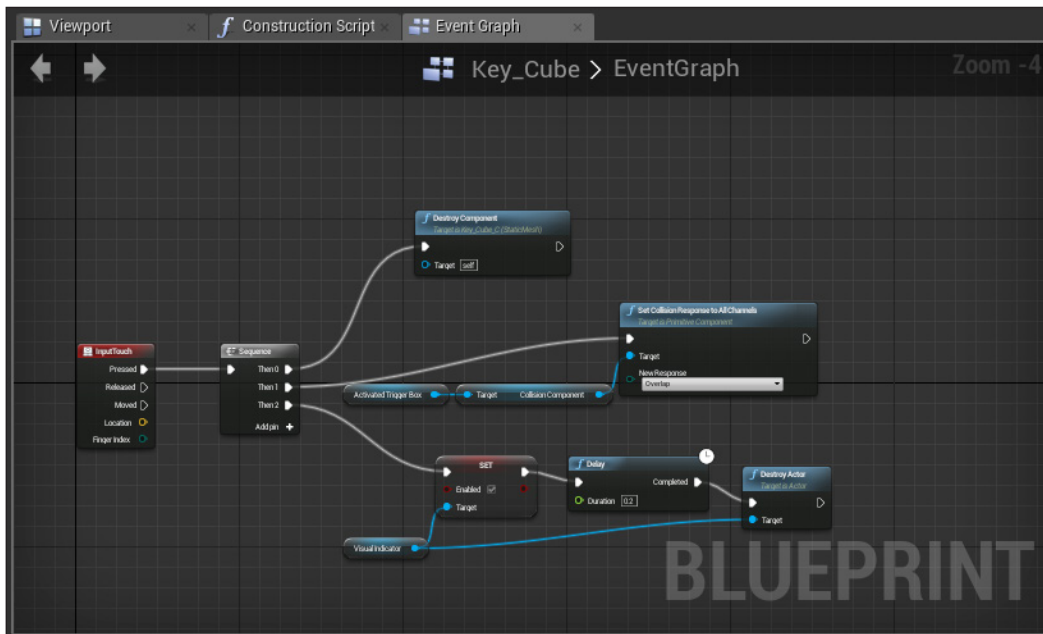 Viewport
Construction Script
Event Graph
Key_Cube > EventGraph
Zoom -4
Destroy Component
Target is Key_Cube_C (StaticMesh)
Target self
Set Collision Response to All Channels
Target is Primitive Component
Target
New Response
Overlap
InputTouch
Pressed
Released
Moved
Location
Finger Index
Sequence
Then 0
Then 1
Then 2
Add pin +
Activated Trigger Box
Target Collision Component
SET
Enabled
Target
Delay
Completed
Duration 0.2
Destroy Actor
Target is Actor
Target
Visual Indicator
BLUEPRINT